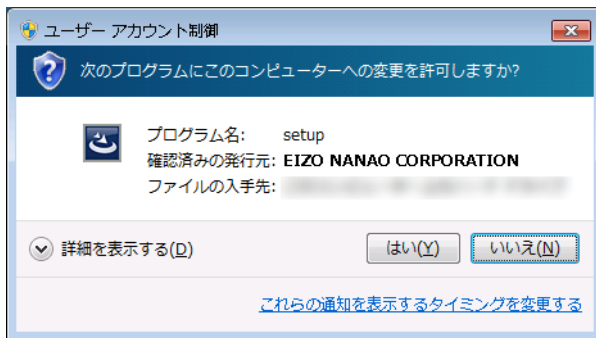 ユーザー アカウント制御
次のプログラムにこのコンピューターへの変更を許可しますか?
プログラム名: setup
確認済みの発行元: EIZO NANAO CORPORATION
ファイルの入手先:
詳細を表示する(D)
はい(Y) いいえ(N)
これらの通知を表示するタイミングを変更する